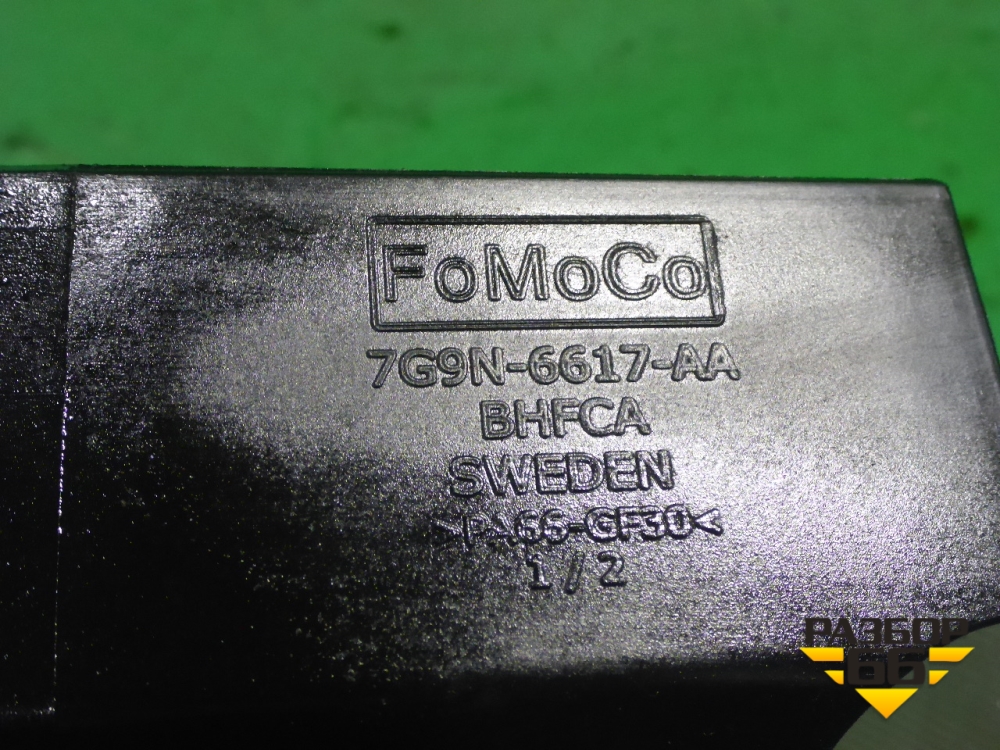 FoMoCo
7G9N-6617-AA
BHFCA
SWEDEN
>PA66-GF30<
1 / 2
РАЗБОР
66